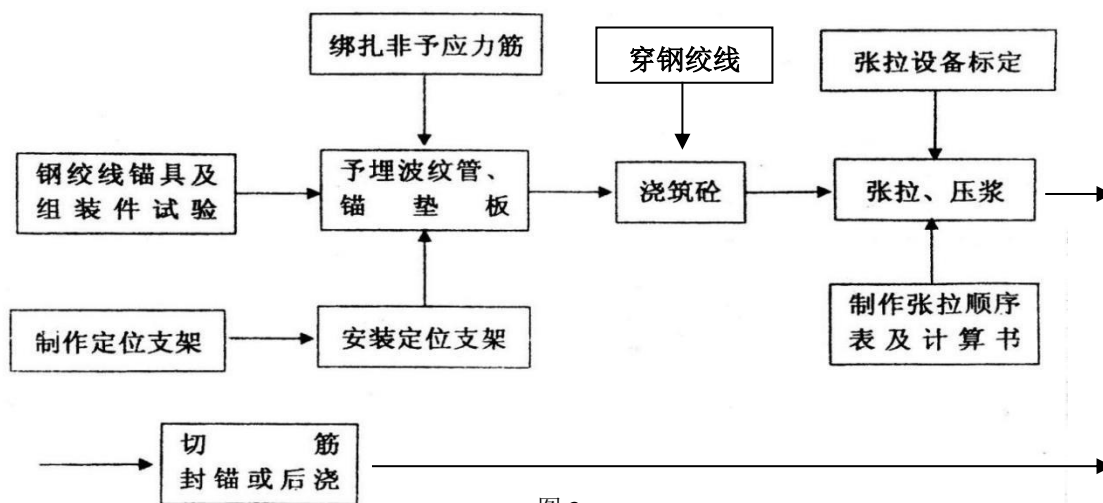 绑扎非予应力筋
穿钢绞线
张拉设备标定
钢绞线锚具及
组装件试验
予埋波纹管、
锚垫板
浇筑砼
张拉、压浆
制作定位支架
安装定位支架
制作张拉顺序
表及计算书
切筋
封锚或后浇